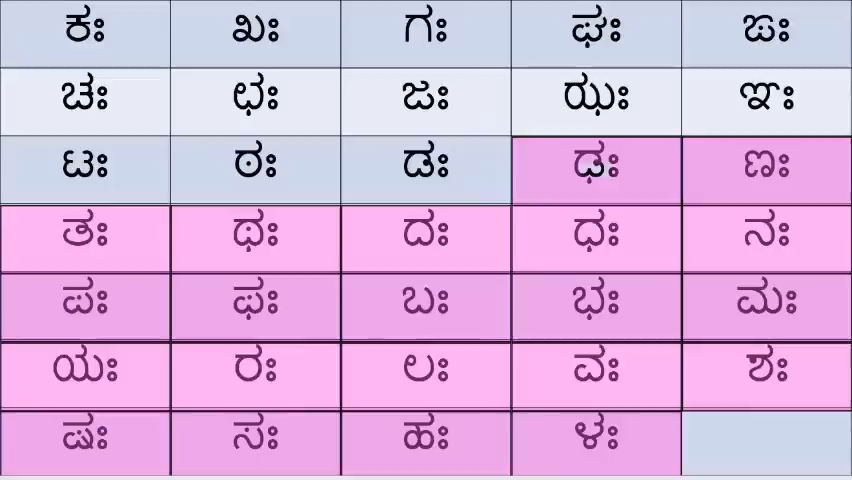 ಕಃ ಖಃ ಗಃ ಘಃ ಙಃ
ಚಃ ಛಃ ಜಃ ಝಃ ಞಃ
ಟಃ ಠಃ ಡಃ ಢಃ ಣಃ
ತಃ ಥಃ ದಃ ಧಃ ನಃ
ಪಃ ಫಃ ಬಃ ಭಃ ಮಃ
ಯಃ ರಃ ಲಃ ವಃ ಶಃ
ಷಃ ಸಃ ಹಃ ಳಃ